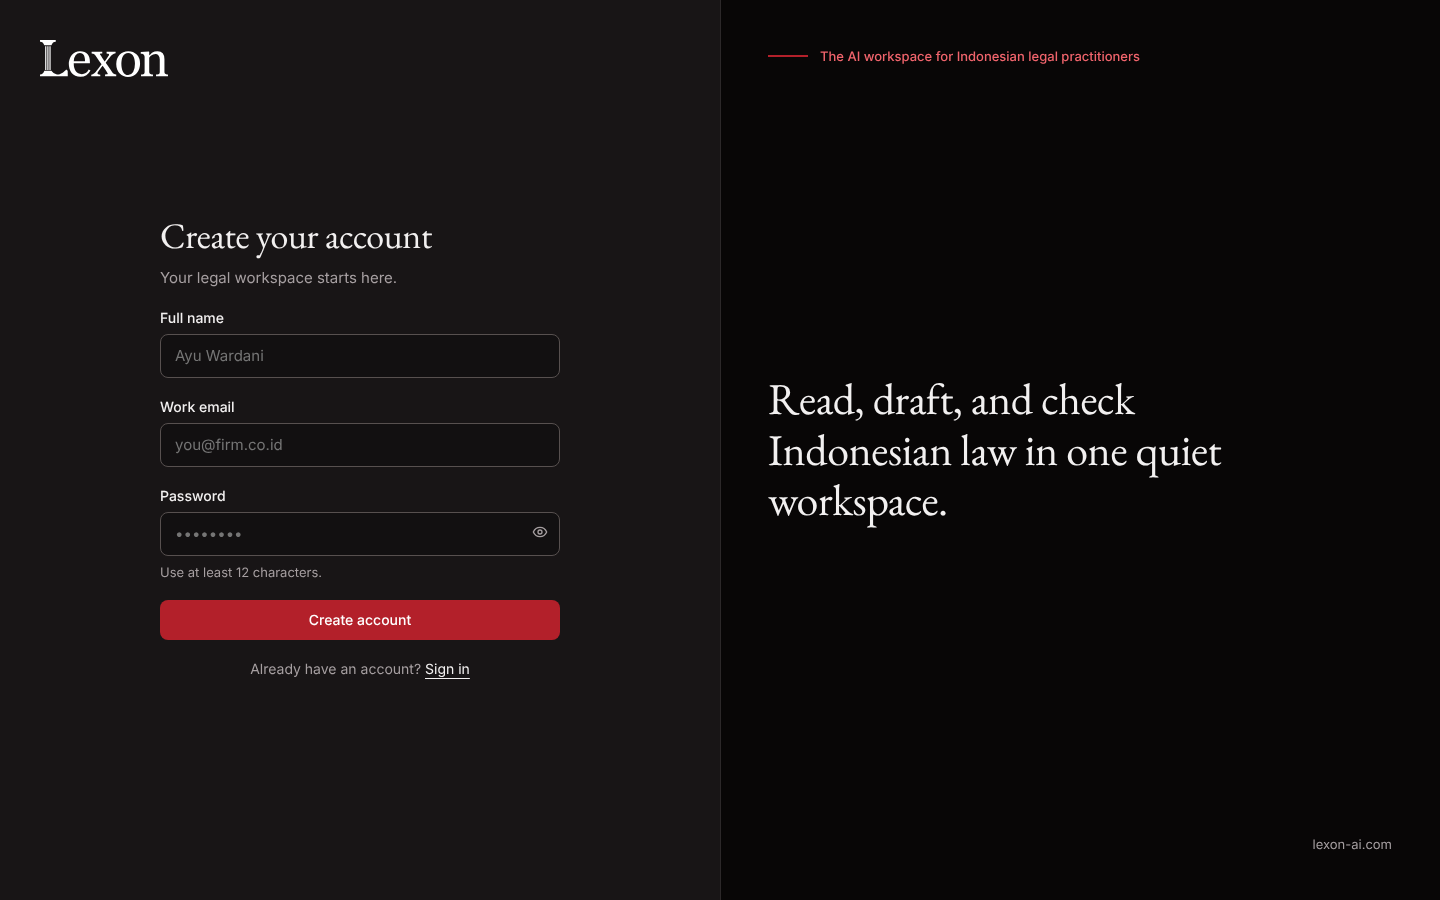 Lexon
Create your account
Your legal workspace starts here.
Full name
Ayu Wardani
Work email
you@firm.co.id
Password
••••••••
Use at least 12 characters.
Create account
Already have an account? Sign in
The AI workspace for Indonesian legal practitioners
Read, draft, and check
Indonesian law in one quiet
workspace.
lexon-ai.com